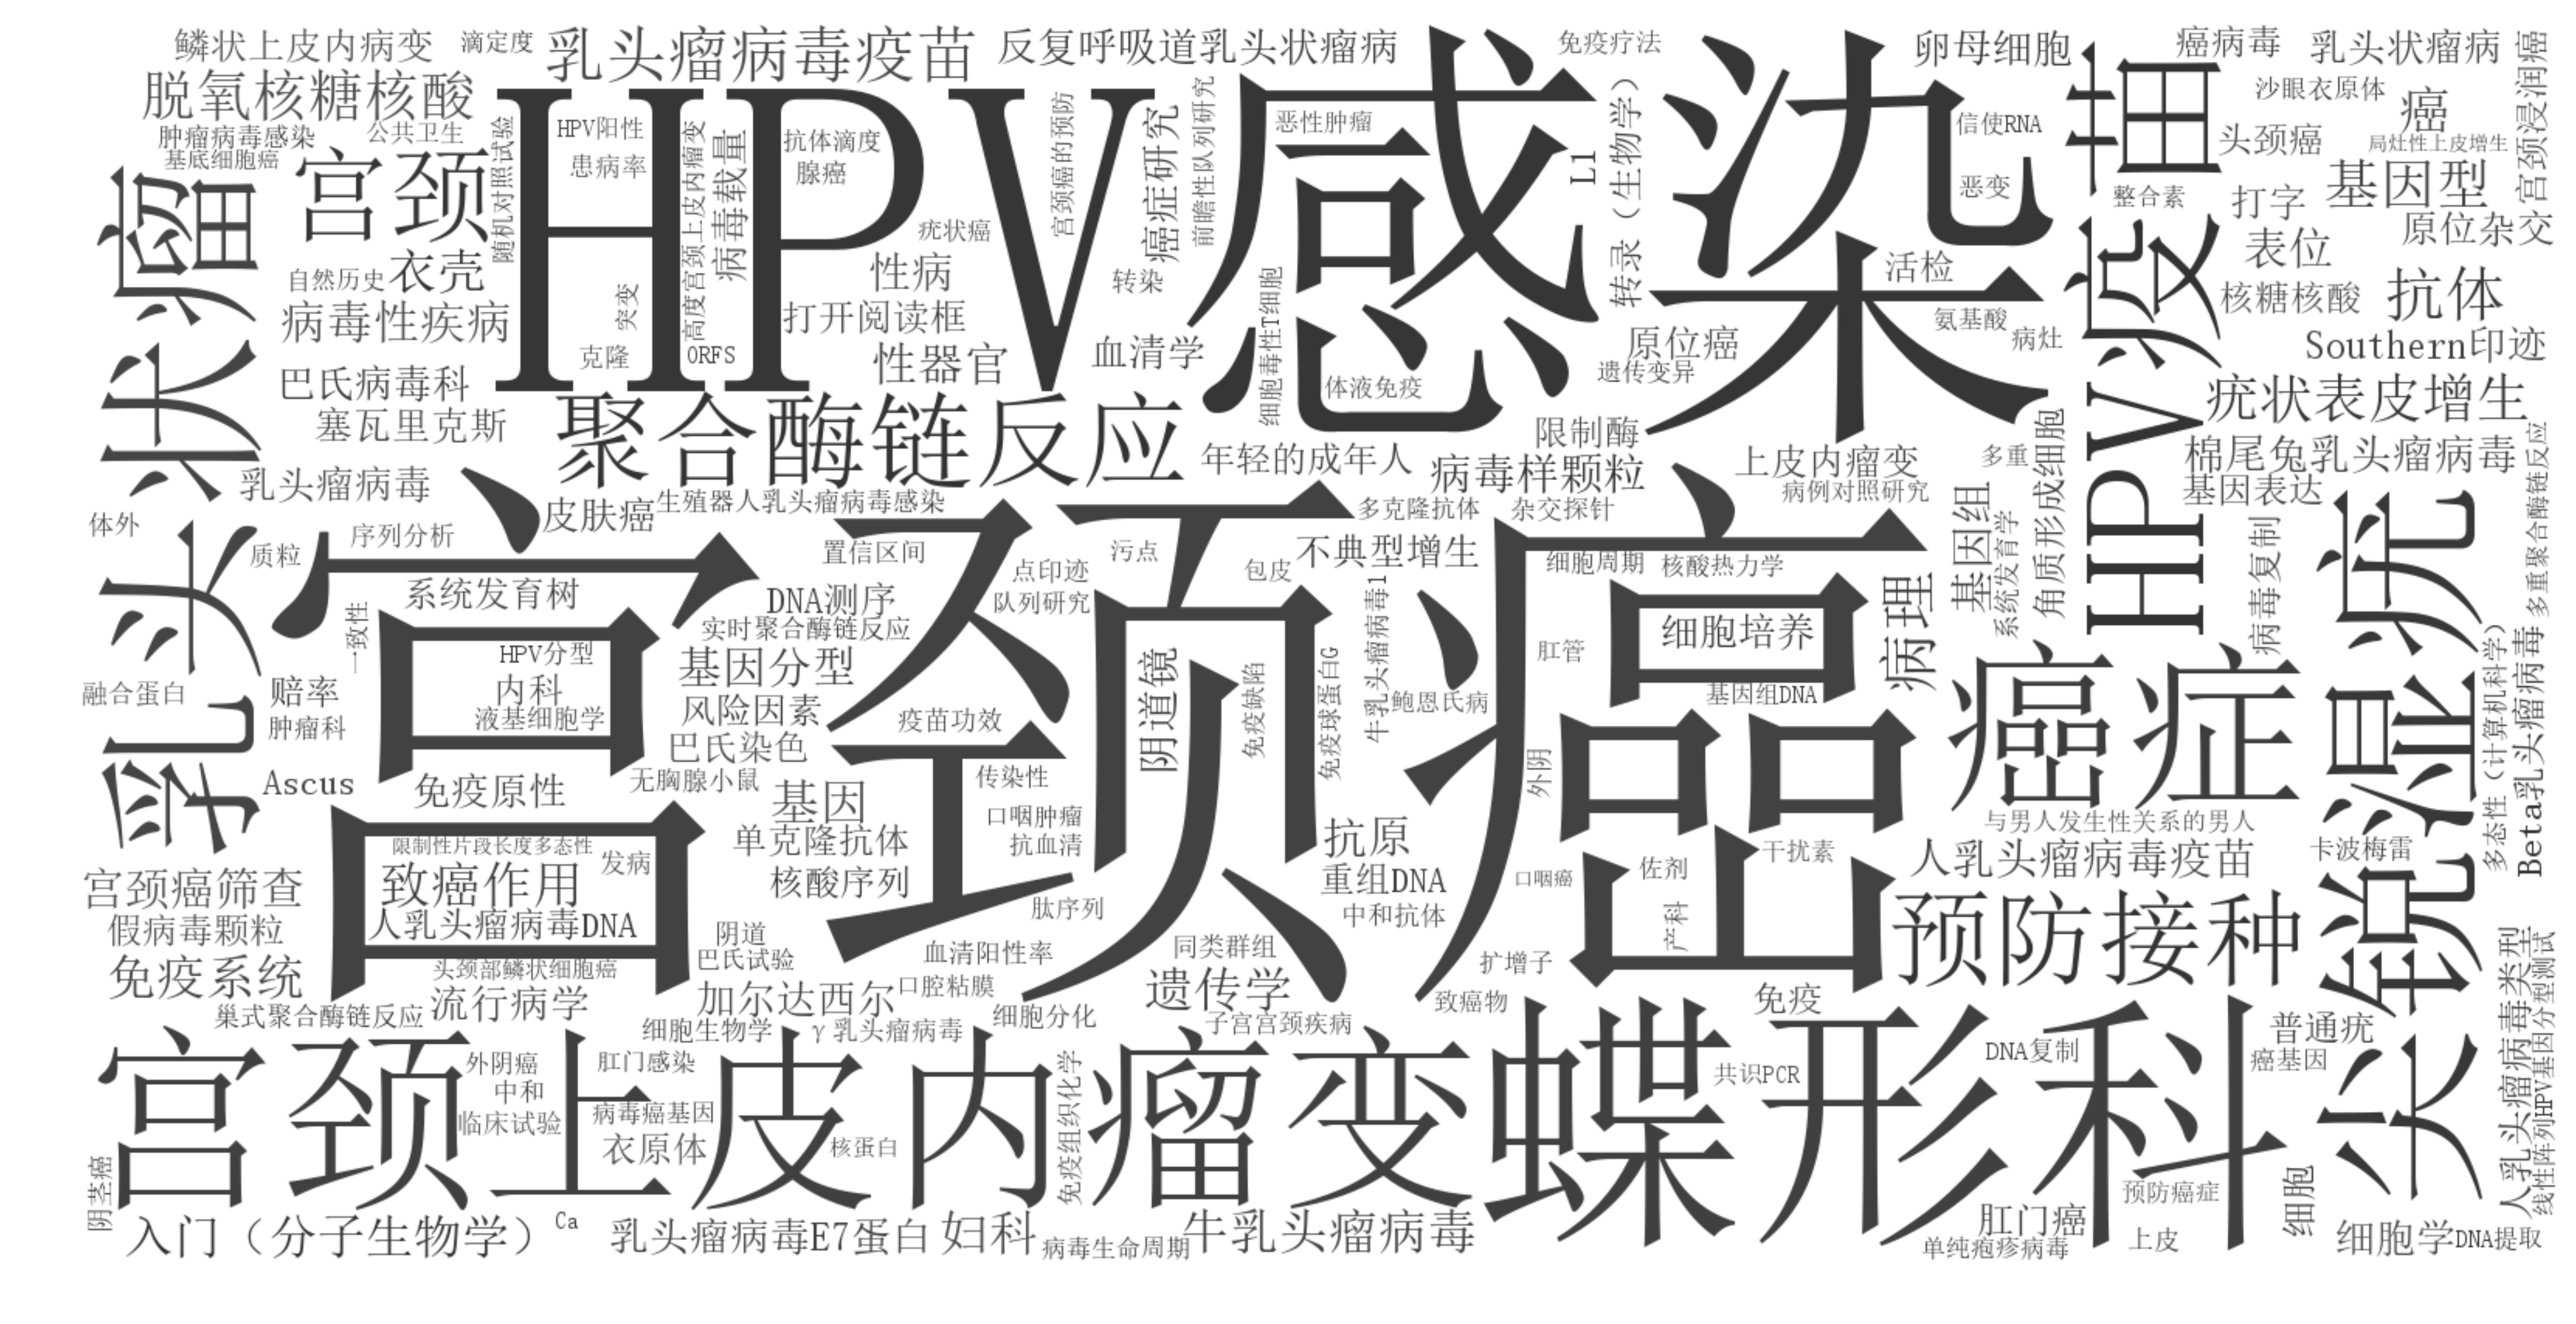 鳞状上皮内病变
滴定度
乳头瘤病毒疫苗
反复呼吸道乳头状瘤病
免疫疗法
卵母细胞
癌病毒
乳头状瘤病
宫颈浸润癌
脱氧核糖核酸
沙眼衣原体
癌
肿瘤病毒感染
公共卫生
基底细胞癌
随机对照试验
HPV感染
HPV阳性
患病率
高度宫颈上皮内瘤变
病毒载量
抗体滴度
腺癌
宫颈癌的预防
癌症研究
前瞻性队列研究
恶性肿瘤
L1
转录（生物学）
信使RNA
恶变
HPV疫苗
整合素
头颈癌
局灶性上皮增生
基因型
打字
原位杂交
表位
宫颈
乳头状瘤
自然历史
衣壳
疣状癌
性病
转染
细胞毒性T细胞
活检
核糖核酸
抗体
病毒性疾病
突变
打开阅读框
氨基酸
病灶
原位癌
遗传变异
Southern印迹
克隆
ORFS
性器官
血清学
体液免疫
巴氏病毒科
塞瓦里克斯
聚合酶链反应
限制酶
疣状表皮增生
年轻的成年人
病毒样颗粒
上皮内瘤变
多重
角质形成细胞
棉尾兔乳头瘤病毒
多重聚合酶链反应
乳头瘤病毒
皮肤癌
生殖器人乳头瘤病毒感染
多克隆抗体
杂交探针
病例对照研究
基因组
基因表达
体外
质粒
序列分析
置信区间
点印迹
污点
包皮
不典型增生
细胞周期
核酸热力学
系统发育学
病毒复制
尖锐湿疣
宫颈癌
系统发育树
DNA测序
队列研究
牛乳头瘤病毒1
细胞培养
病理
一致性
实时聚合酶链反应
HPV分型
基因分型
阴道镜
免疫缺陷
免疫球蛋白G
肛管
癌症
融合蛋白
赔率
内科
风险因素
鲍恩氏病
基因组DNA
多态性（计算机科学）
Beta乳头瘤病毒
肿瘤科
液基细胞学
疫苗功效
巴氏染色
外阴
Ascus
免疫原性
无胸腺小鼠
传染性
基因
口咽肿瘤
与男人发生性关系的男人
限制性片段长度多态性
发病
单克隆抗体
抗血清
抗原
干扰素
人乳头瘤病毒疫苗
卡波梅雷
宫颈癌筛查
致癌作用
核酸序列
重组DNA
口咽癌
佐剂
假病毒颗粒
人乳头瘤病毒DNA
肽序列
中和抗体
产科
预防接种
阴道
巴氏试验
血清阳性率
同类群组
扩增子
免疫系统
头颈部鳞状细胞癌
口腔粘膜
遗传学
致癌物
免疫
流行病学
加尔达西尔
人乳头瘤病毒类型
线性阵列HPV基因分型测试
巢式聚合酶链反应
细胞生物学
γ乳头瘤病毒
细胞分化
子宫宫颈疾病
普通疣
宫颈上皮内瘤变
蝶形科
外阴癌
肛门感染
DNA复制
癌基因
中和
共识PCR
临床试验
病毒癌基因
衣原体
核蛋白
免疫组织化学
阴茎癌
预防癌症
细胞
入门（分子生物学）
Ca
乳头瘤病毒E7蛋白
妇科
病毒生命周期
牛乳头瘤病毒
肛门癌
单纯疱疹病毒
上皮
细胞学
DNA提取